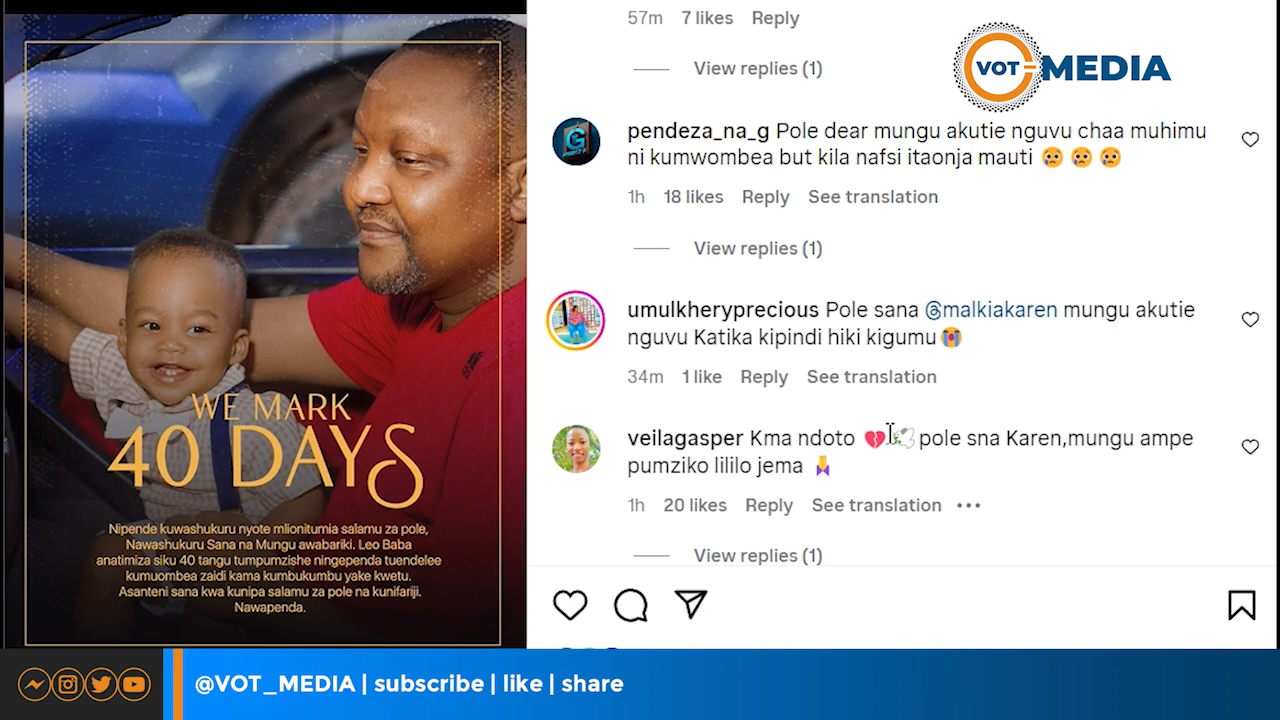 WE MARK
40 DAYS
Nipende kuwashukuru nyote mlionitumia salamu za pole,
Nawashukuru Sana na Mungu awabariki. Leo Baba
anatimiza siku 40 tangu tumpumzishe ningependa tuendelee
kumuombea zaidi kama kumbukumbu yake kwetu.
Asanteni sana kwa kunipa salamu za pole na kunifariji.
Nawapenda.
57m 7 likes Reply
View replies (1)
VOT MEDIA
pendeza_na_g Pole dear mungu akutie nguvu chaa muhimu
ni kumwombea but kila nafsi itaonja mauti 😢 😢 😢
1h 18 likes Reply See translation
View replies (1)
umulkheryprecious Pole sana @malkiakaren mungu akutie
nguvu Katika kipindi hiki kigumu😭
34m 1 like Reply See translation
veilagasper Kma ndoto 💔🕊 pole sna Karen,mungu ampe
pumziko lililo jema 🙏
1h 20 likes Reply See translation •••
View replies (1)
@VOT_MEDIA | subscribe | like | share